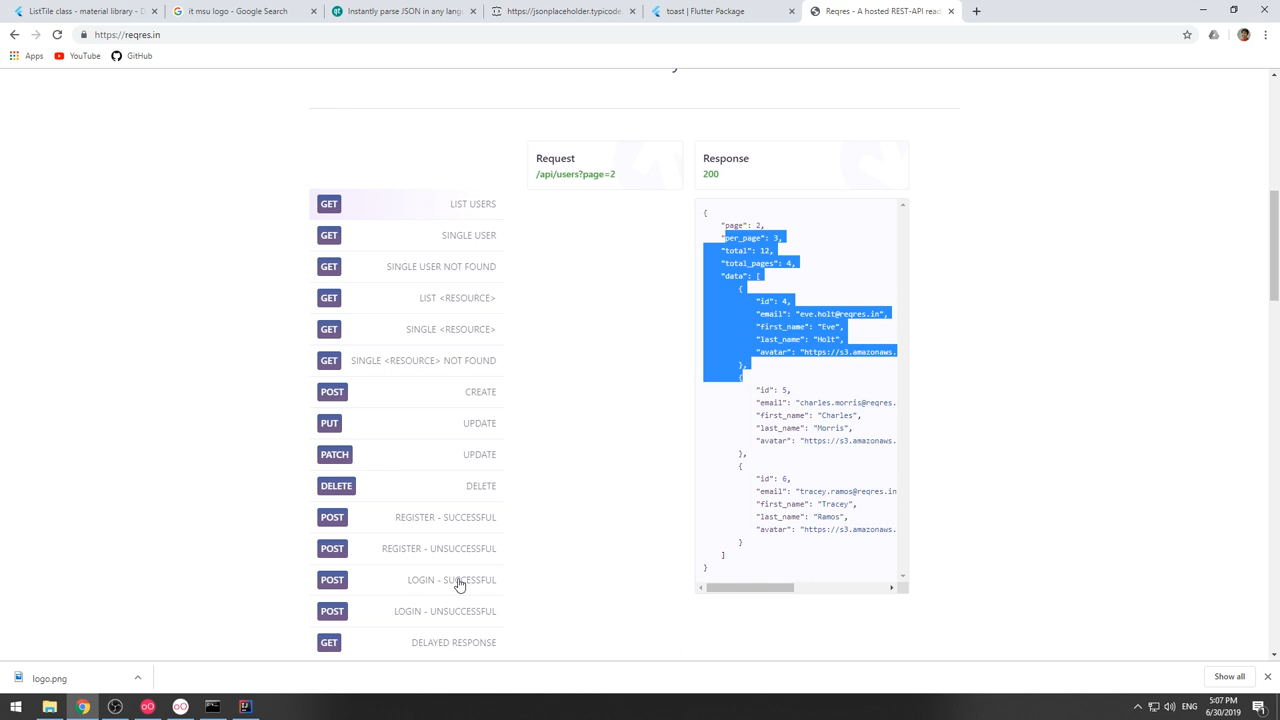 ListTile class - material library - D
it msu logo - Google Search
Instantly parse JSON in any lang
https://jsonplaceholder.typicode.
toast | Flutter Package
Reqres - A hosted REST-API read
https://reqres.in
Apps
YouTube
GitHub
Request
/api/users?page=2
Response
200
GET LIST USERS
GET SINGLE USER
GET SINGLE USER NOT FOUND
GET LIST <RESOURCE>
GET SINGLE <RESOURCE>
GET SINGLE <RESOURCE> NOT FOUND
POST CREATE
PUT UPDATE
PATCH UPDATE
DELETE DELETE
POST REGISTER - SUCCESSFUL
POST REGISTER - UNSUCCESSFUL
POST LOGIN - SUCCESSFUL
POST LOGIN - UNSUCCESSFUL
GET DELAYED RESPONSE
{
"page": 2,
"per_page": 3,
"total": 12,
"total_pages": 4,
"data": [
{
"id": 4,
"email": "eve.holt@reqres.in",
"first_name": "Eve",
"last_name": "Holt",
"avatar": "https://s3.amazonaws.
},
{
"id": 5,
"email": "charles.morris@reqres.
"first_name": "Charles",
"last_name": "Morris",
"avatar": "https://s3.amazonaws.
},
{
"id": 6,
"email": "tracey.ramos@reqres.in
"first_name": "Tracey",
"last_name": "Ramos",
"avatar": "https://s3.amazonaws.
}
]
}
logo.png
Show all
ENG
5:07 PM
6/30/2019